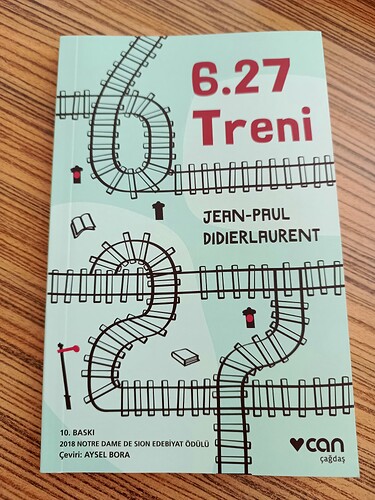 6.27
Treni
JEAN-PAUL
DIDIERLAURENT
10. BASKI
2018 NOTRE DAME DE SION EDEBİYAT ÖDÜLÜ
Çeviri: AYSEL BORA
can
çağdaş